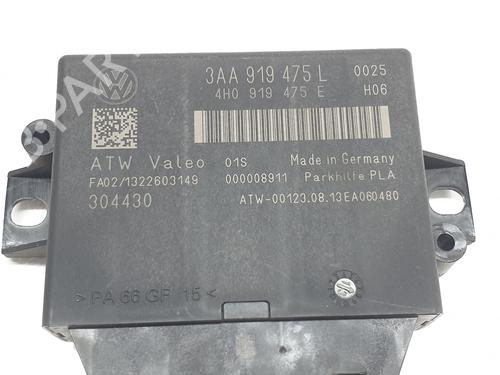 3AA 919 475 L 0025
4H0 919 475 E H06
ATW Valeo 01S Made in Germany
FA02/1322603149 000008911 Parkhilfe PLA
304430 ATW-00123.08.13EA060480
> PA 66 GF 15 <
B-PARTS